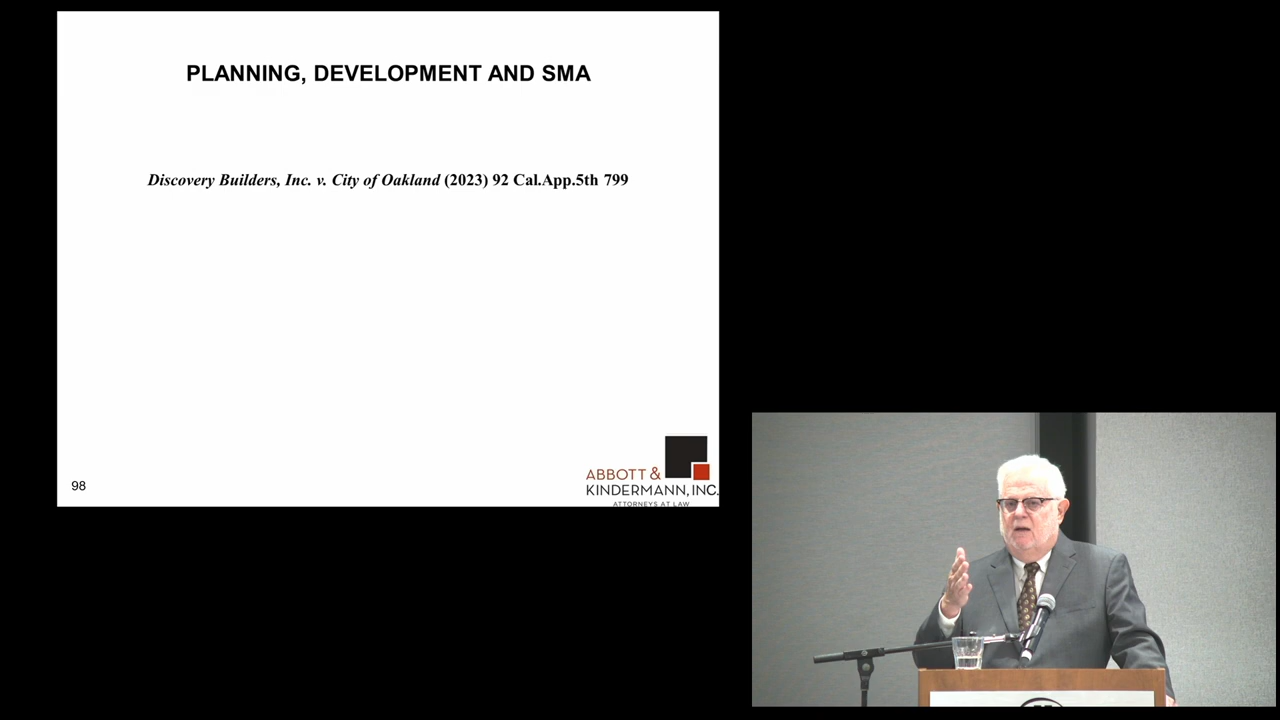 PLANNING, DEVELOPMENT AND SMA
Discovery Builders, Inc. v. City of Oakland (2023) 92 Cal.App.5th 799
ABBOTT &
KINDERMANN, INC.
ATTORNEYS AT LAW
98